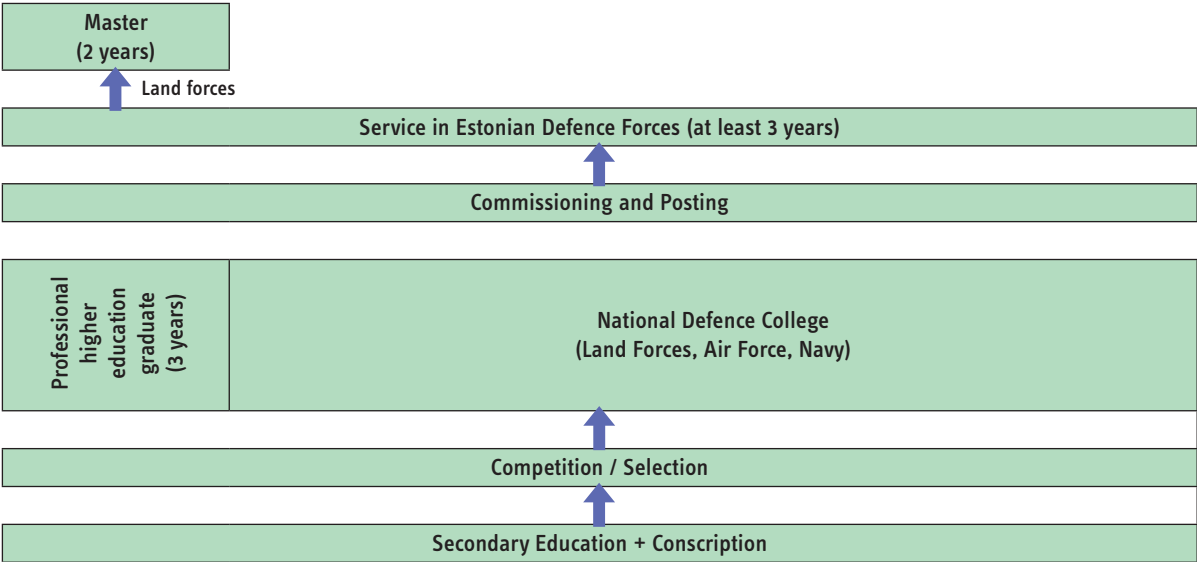 Master
(2 years)
Land forces
Service in Estonian Defence Forces (at least 3 years)
Commissioning and Posting
Professional
higher
education
graduate
(3 years)
National Defence College
(Land Forces, Air Force, Navy)
Competition / Selection
Secondary Education + Conscription